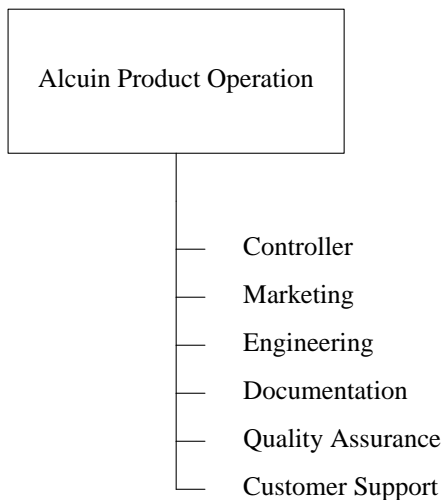 Alcuin Product Operation
Controller
Marketing
Engineering
Documentation
Quality Assurance
Customer Support